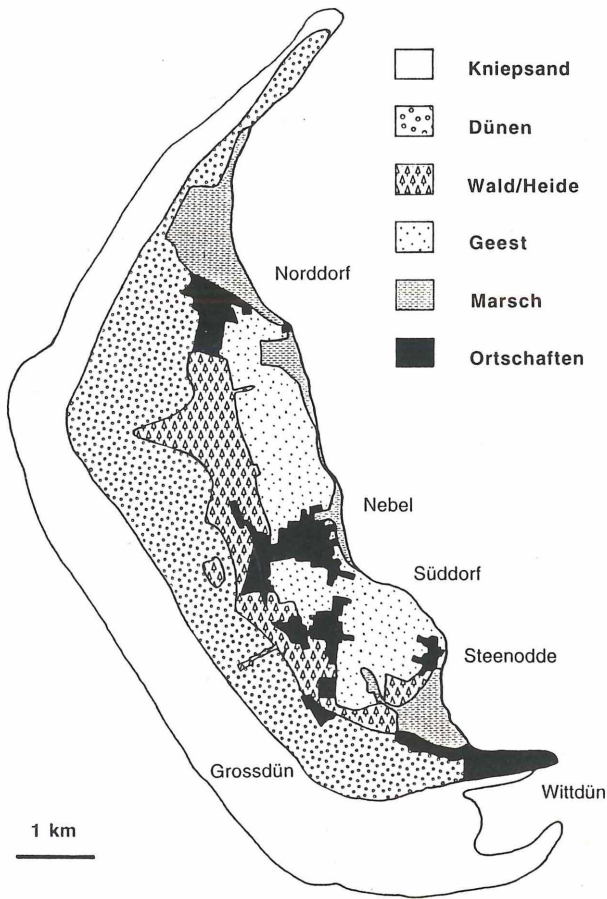 Kniepsand
Dünen
Wald/Heide
Geest
Marsch
Ortschaften
Norddorf
Nebel
Süddorf
Steenodde
Grossdün
Wittdün
1 km